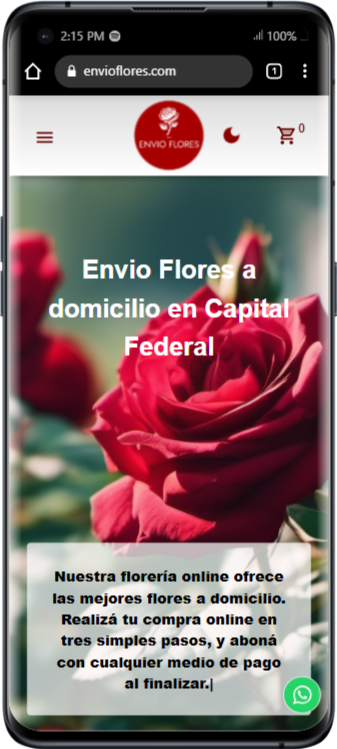 2:15 PM
100%
envioflores.com
1
ENVIO FLORES
0
Envio Flores a
domicilio en Capital
Federal
Nuestra florería online ofrece
las mejores flores a domicilio.
Realizá tu compra online en
tres simples pasos, y aboná
con cualquier medio de pago
al finalizar.|